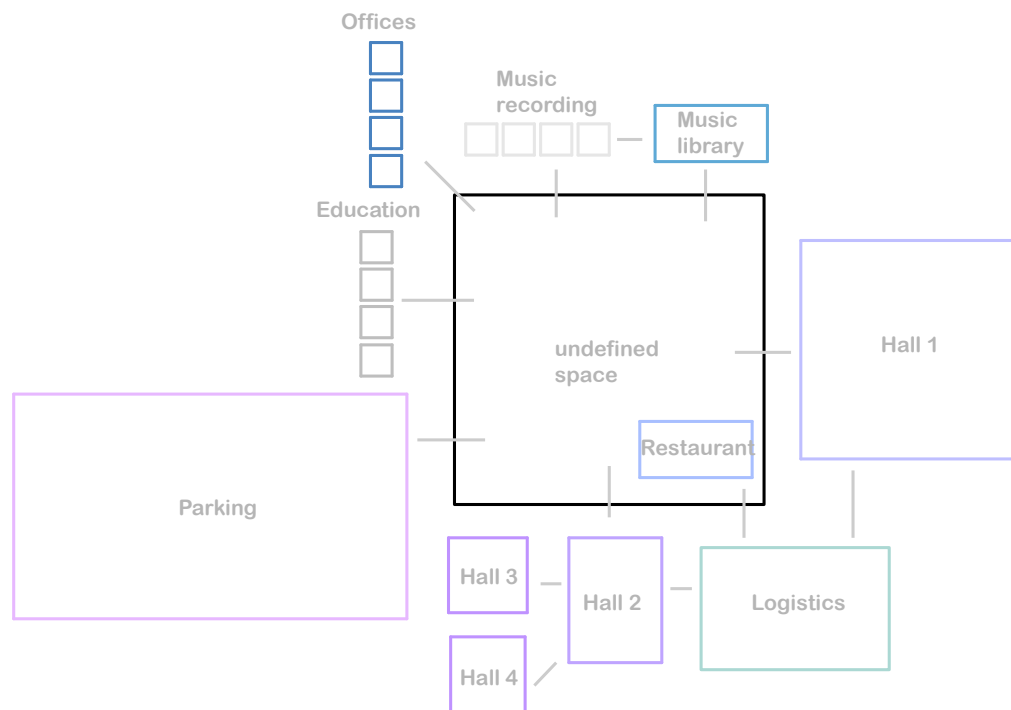 Offices
Music
recording
Music
library
Education
undefined
space
Hall 1
Restaurant
Parking
Hall 3
Hall 2
Logistics
Hall 4